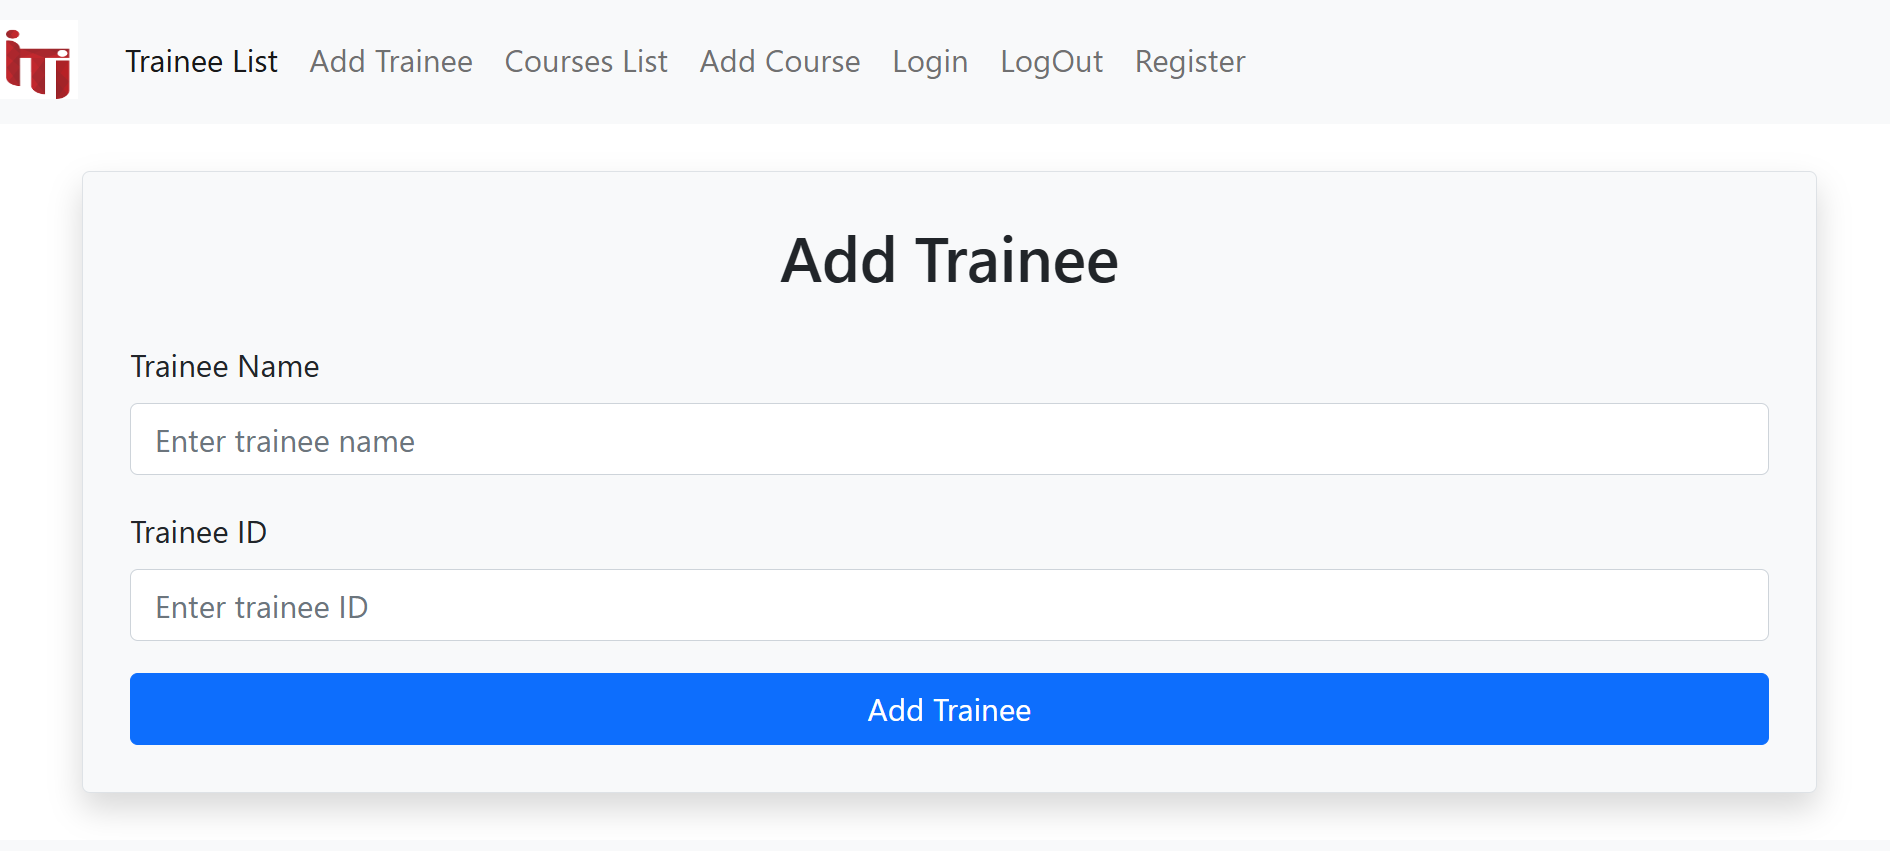 iTi
Trainee List Add Trainee Courses List Add Course Login LogOut Register
Add Trainee
Trainee Name
Enter trainee name
Trainee ID
Enter trainee ID
Add Trainee